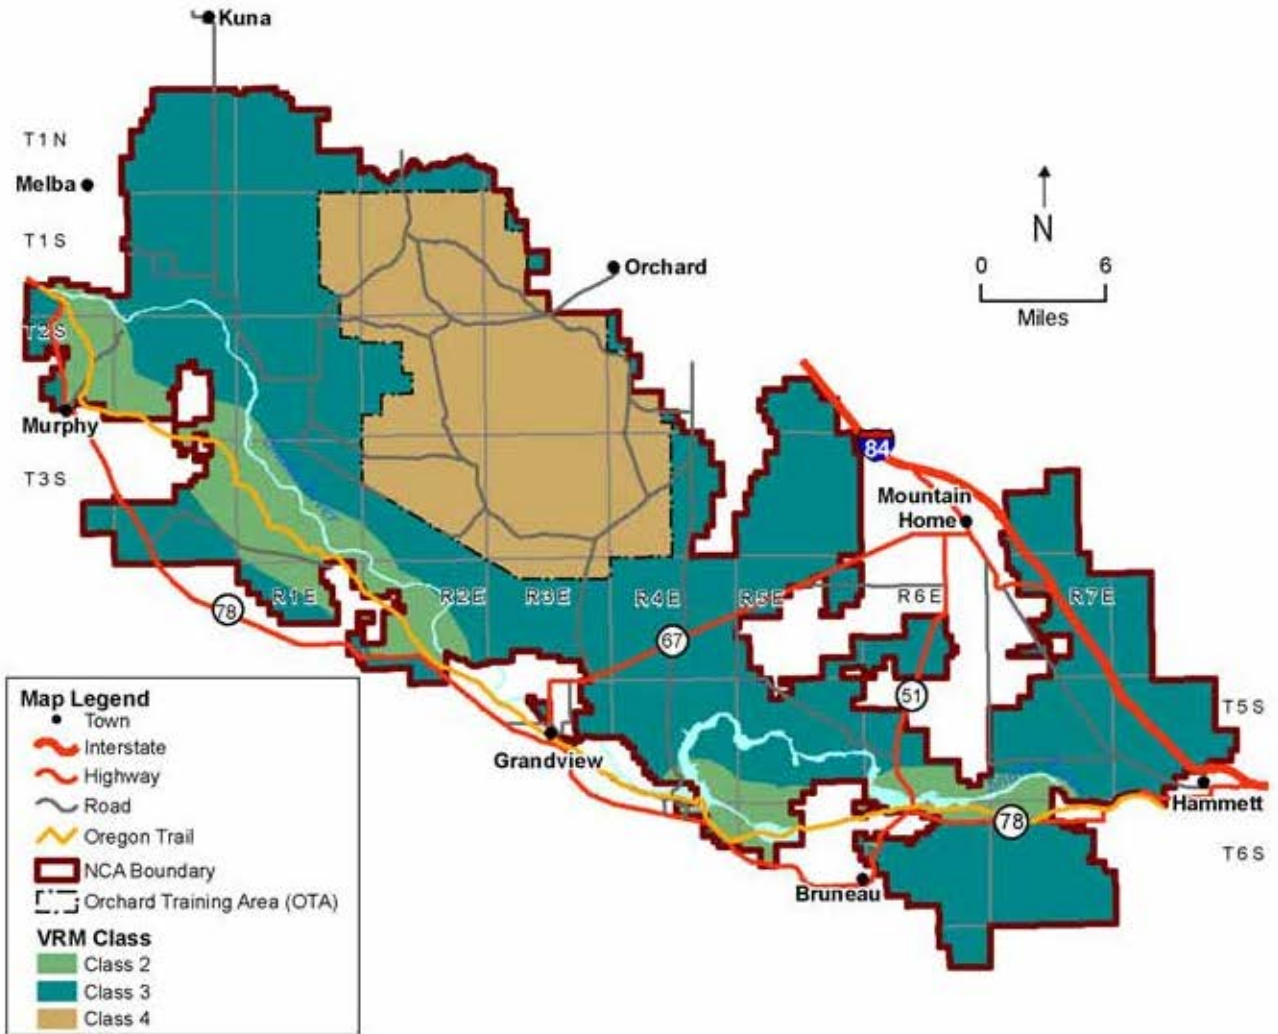 Kuna
T1N
Melba
T1S
Orchard
N
0 6
Miles
T2S
Murphy
84
T3S
Mountain
Home
78
R1E
R2E
R3E
R4E
R5E
R6E
R7E
67
51
T5S
Grandview
78
Hammett
T6S
Bruneau
Map Legend
Town
Interstate
Highway
Road
Oregon Trail
NCA Boundary
Orchard Training Area (OTA)
VRM Class
Class 2
Class 3
Class 4